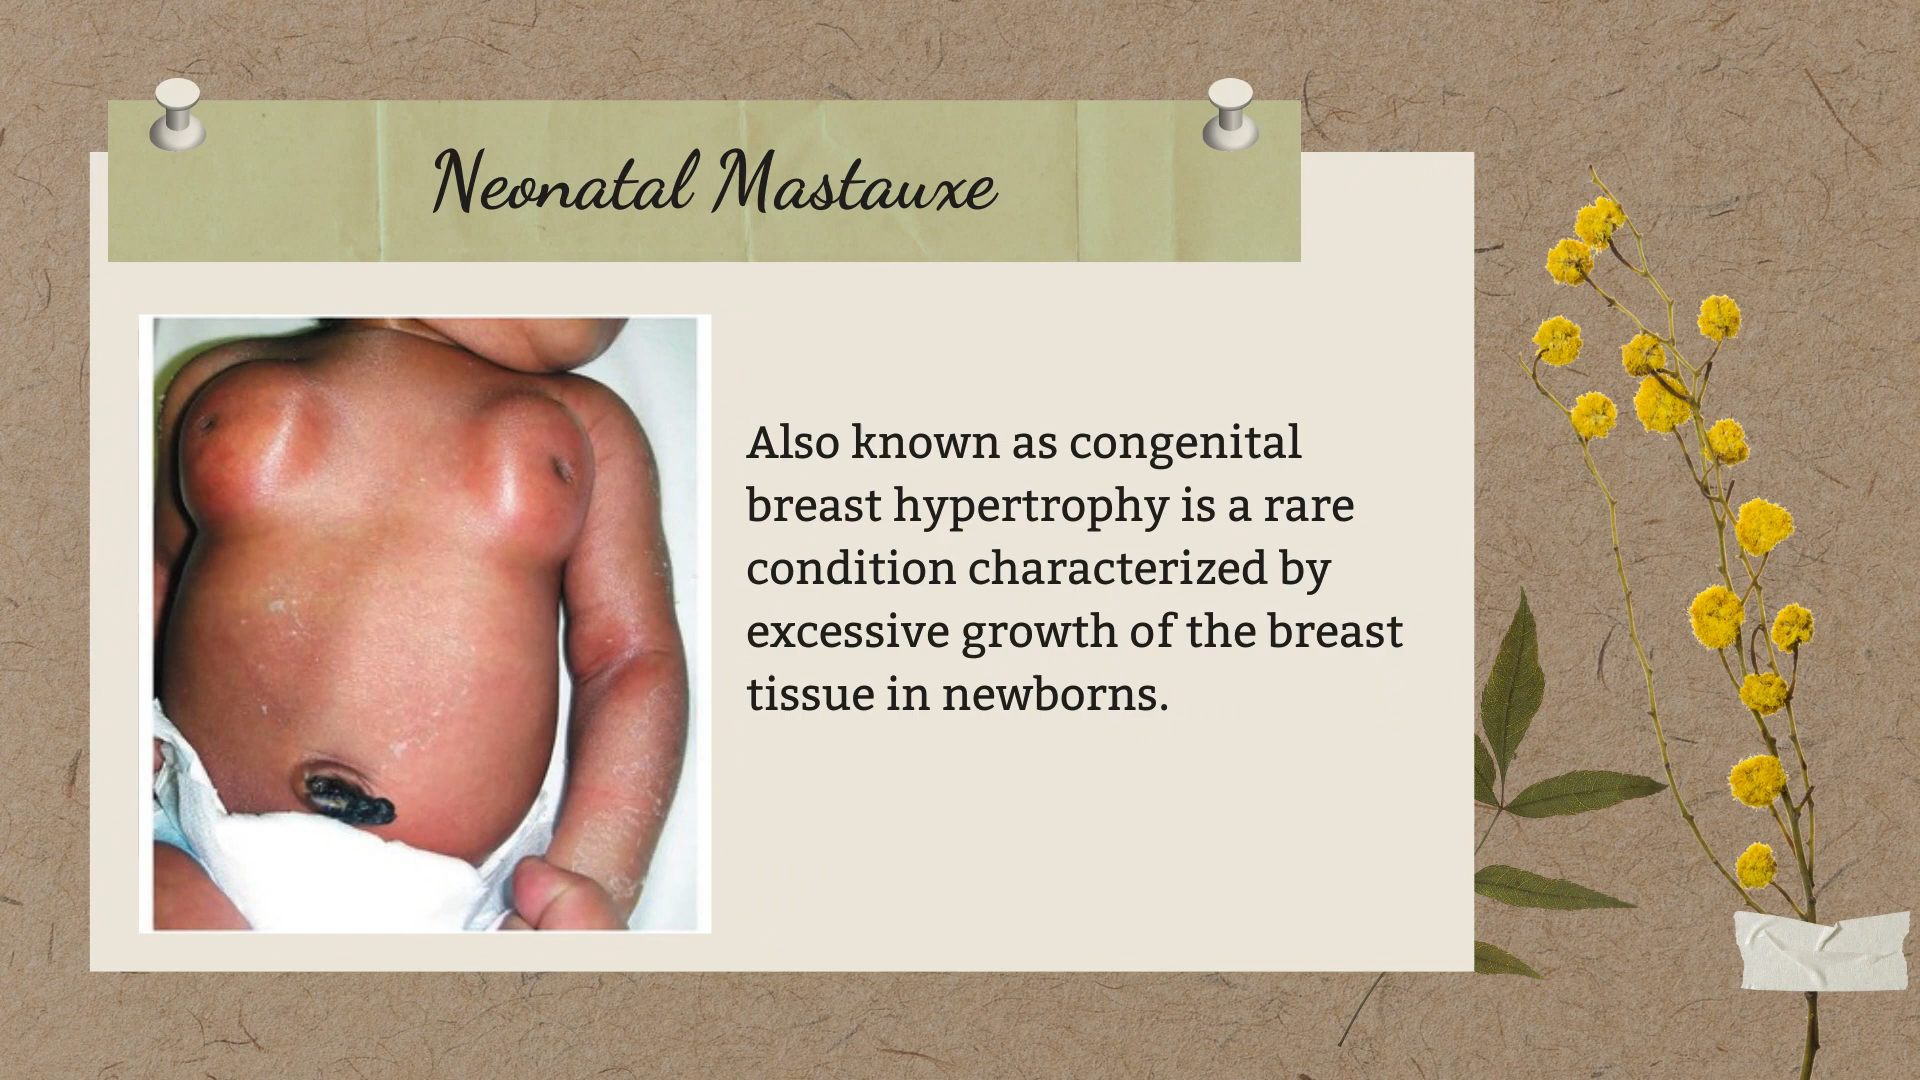 Neonatal Mastauxe
Also known as congenital
breast hypertrophy is a rare
condition characterized by
excessive growth of the breast
tissue in newborns.